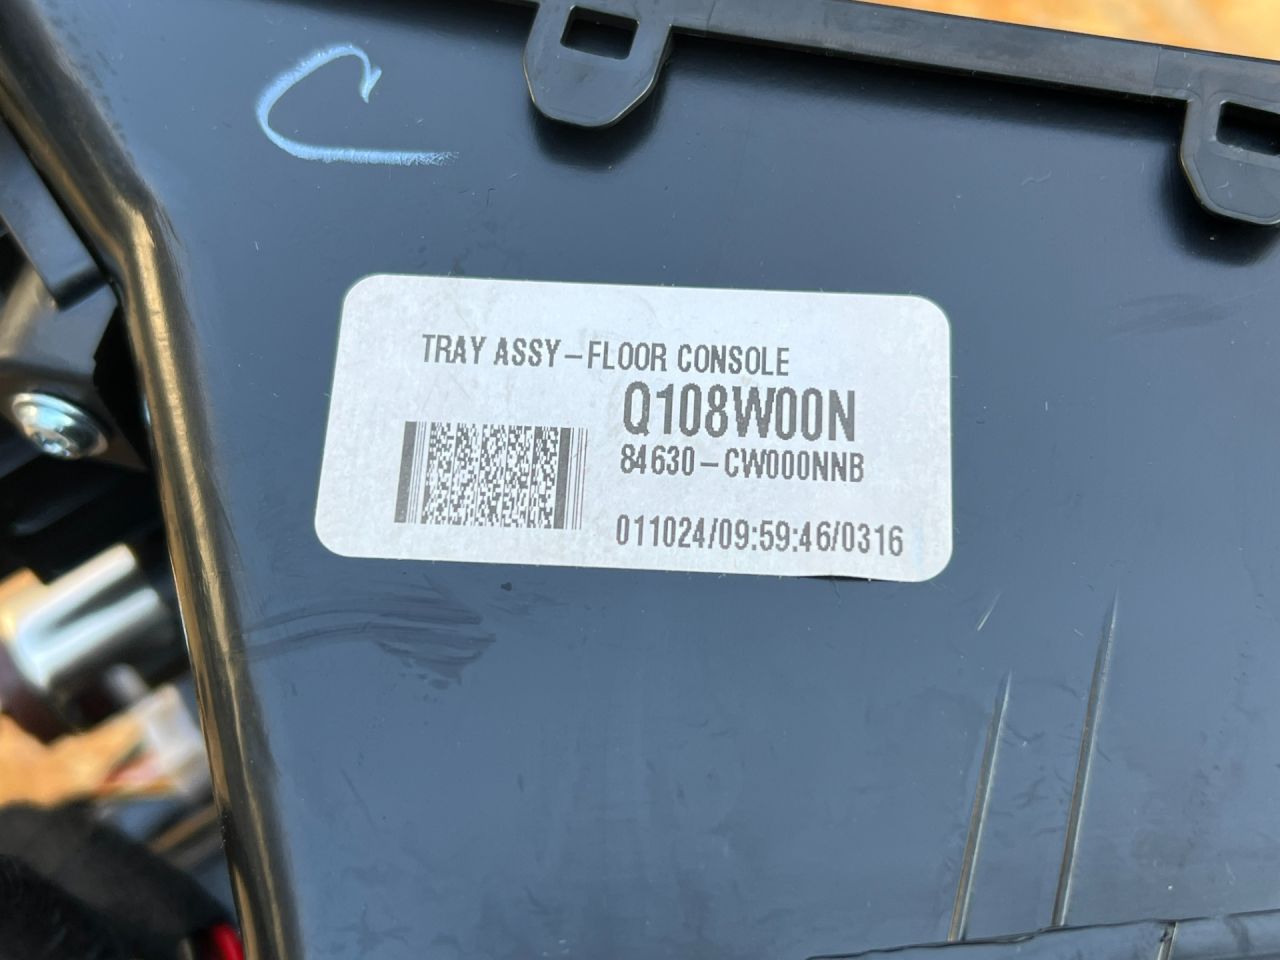 C
TRAY ASSY-FLOOR CONSOLE
Q108W00N
84630-CW000NNB
011024/09:59:46/0316